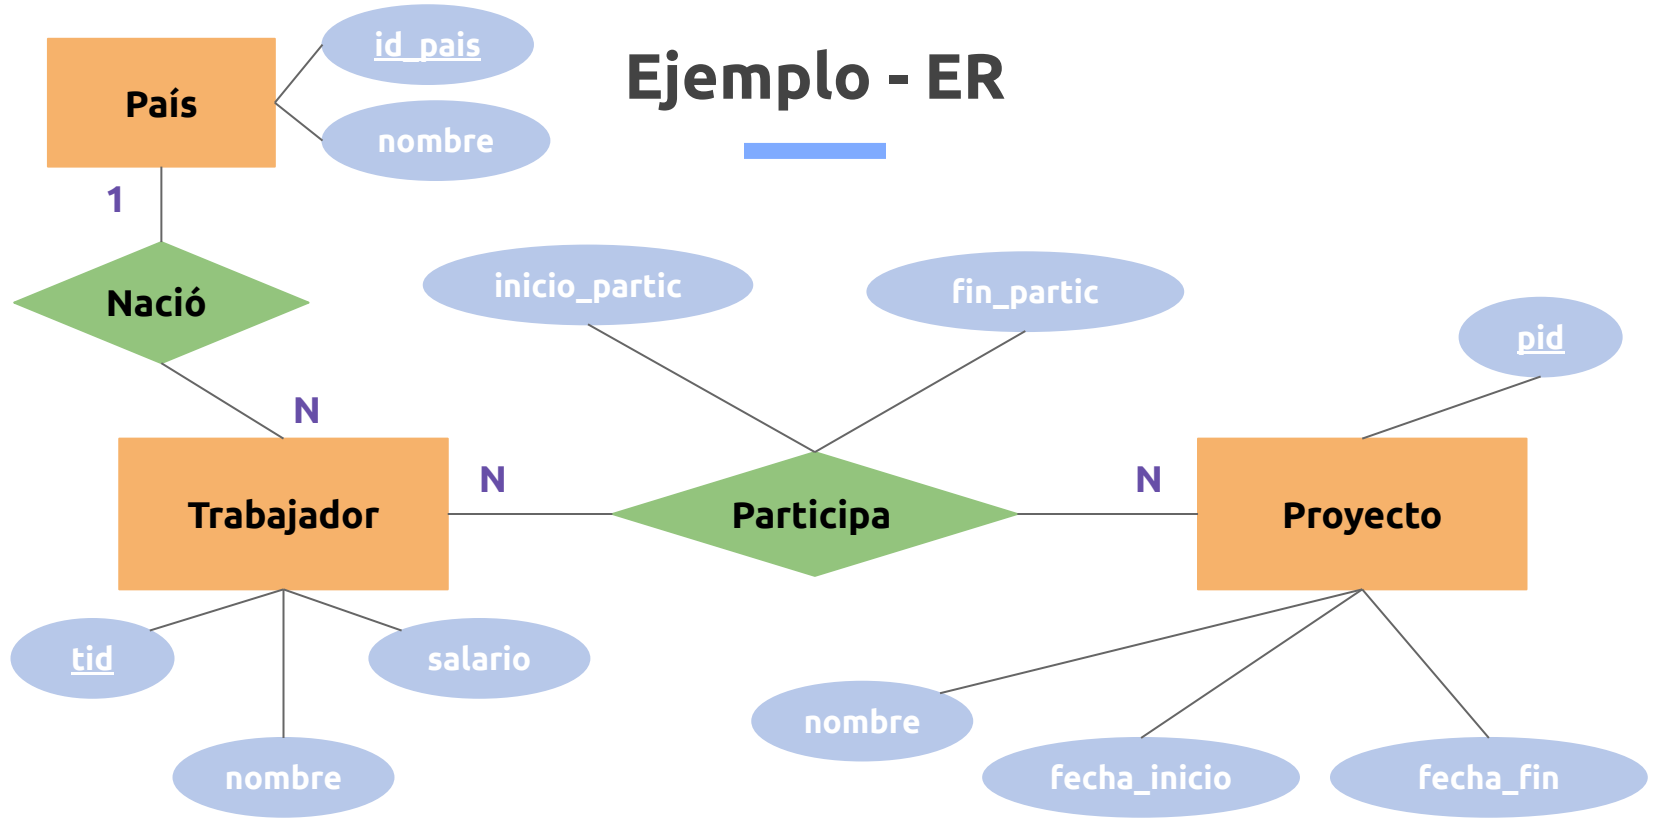 Ejemplo - ER
id_pais
País
nombre
1
Nació
inicio_partic
fin_partic
pid
N
N
N
Trabajador
Participa
Proyecto
tid
salario
nombre
nombre
fecha_inicio
fecha_fin